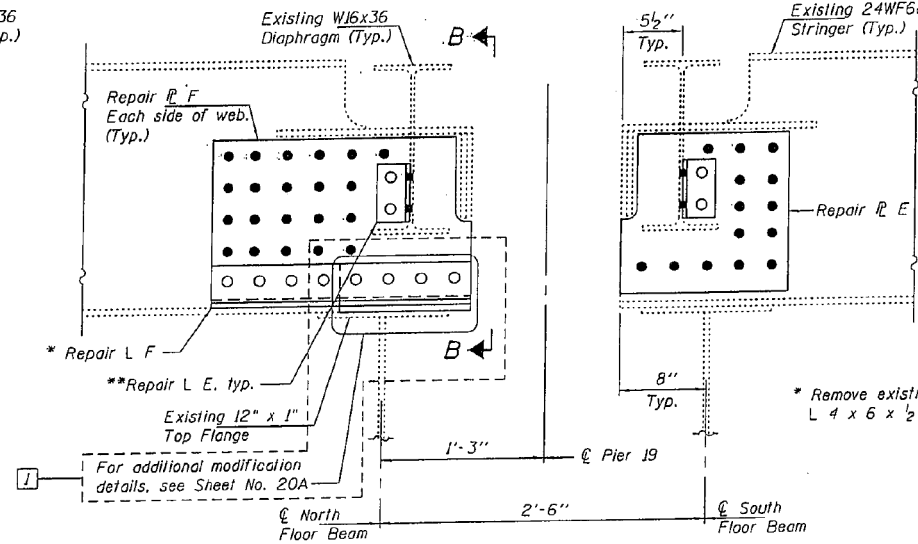 36
p.)
Existing W16x36
Diaphragm (Typ.)
B
5½"
Typ.
Existing 24WF6
Stringer (Typ.)
Repair ℙL F
Each side of web.
(Typ.)
Repair ℙL E
* Repair L F
**Repair L E, typ.
B
Existing 12" x 1"
Top Flange
8"
Typ.
* Remove existi
L 4 x 6 x ½
1
For additional modification
details, see Sheet No. 20A
1'-3"
℄ Pier 19
℄ North
Floor Beam
2'-6"
℄ South
Floor Beam